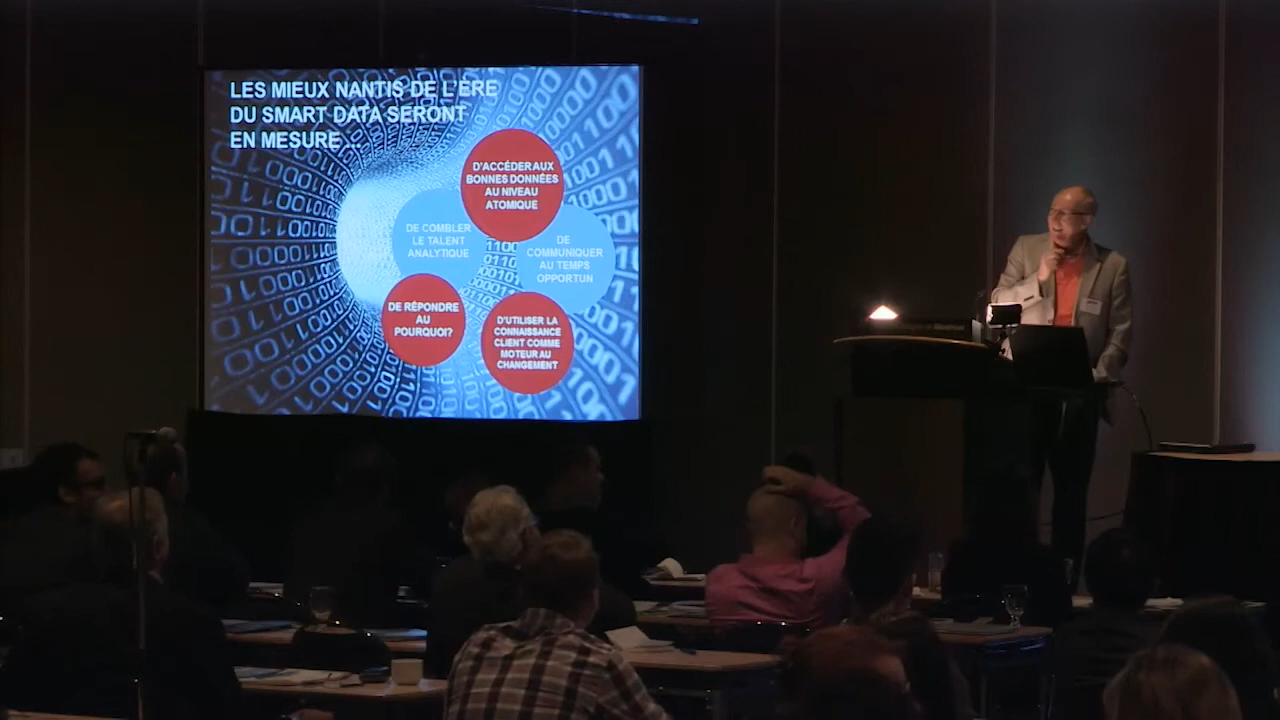 LES MIEUX NANTIS DE L'ÈRE
DU SMART DATA SERONT
EN MESURE ...
D'ACCÉDER AUX
BONNES DONNÉES
AU NIVEAU
ATOMIQUE
DE COMBLER
LE TALENT
ANALYTIQUE
DE
COMMUNIQUER
AU TEMPS
OPPORTUN
DE RÉPONDRE
AU
POURQUOI?
D'UTILISER LA
CONNAISSANCE
CLIENT COMME
MOTEUR AU
CHANGEMENT